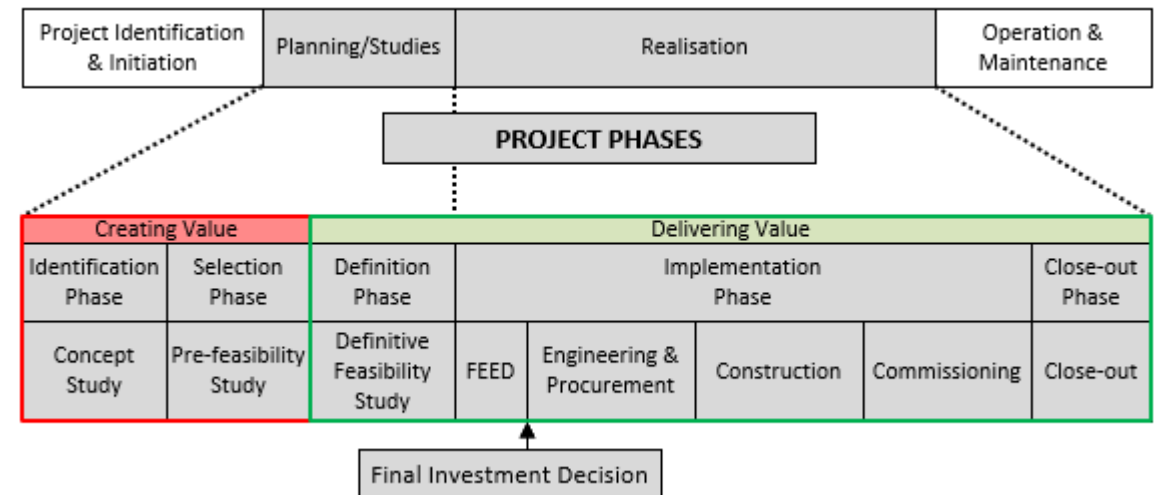 Project Identification
& Initiation
Planning/Studies
Realisation
Operation &
Maintenance
PROJECT PHASES
Creating Value
Delivering Value
Identification
Phase
Selection
Phase
Definition
Phase
Implementation
Phase
Close-out
Phase
Concept
Study
Pre-feasibility
Study
Definitive
Feasibility
Study
FEED
Engineering &
Procurement
Construction
Commissioning
Close-out
Final Investment Decision